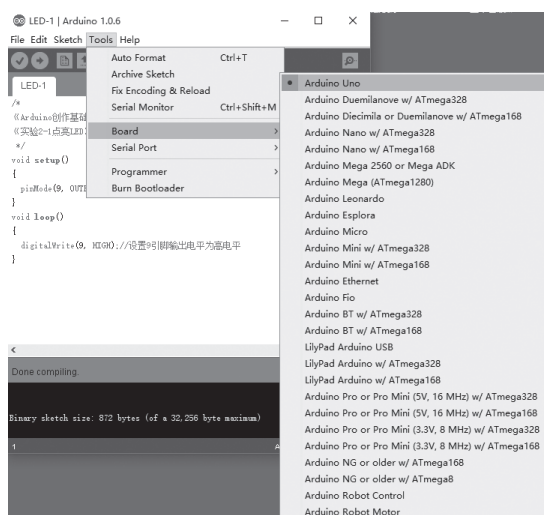 LED-1 | Arduino 1.0.6
File Edit Sketch Tools Help
Auto Format Ctrl+T
Archive Sketch
Fix Encoding & Reload
Serial Monitor Ctrl+Shift+M
Board
Serial Port
Programmer
Burn Bootloader
LED-1
/*
《Arduino创作基础
《实验2-1点亮LED
*/
void setup()
{
pinMode(9,
}
void loop()
{
digitalWrite(9, HIGH);//设置9引脚输出电平为高电平
}
Arduino Uno
Arduino Duemilanove w/ ATmega328
Arduino Diecimila or Duemilanove w/ ATmega168
Arduino Nano w/ ATmega328
Arduino Nano w/ ATmega168
Arduino Mega 2560 or Mega ADK
Arduino Mega (ATmega1280)
Arduino Leonardo
Arduino Esplora
Arduino Micro
Arduino Mini w/ ATmega328
Arduino Mini w/ ATmega168
Arduino Ethernet
Arduino Fio
Arduino BT w/ ATmega328
Arduino BT w/ ATmega168
LilyPad Arduino USB
LilyPad Arduino w/ ATmega328
LilyPad Arduino w/ ATmega168
Arduino Pro or Pro Mini (5V, 16 MHz) w/ ATmega328
Arduino Pro or Pro Mini (5V, 16 MHz) w/ ATmega168
Arduino Pro or Pro Mini (3.3V, 8 MHz) w/ ATmega328
Arduino Pro or Pro Mini (3.3V, 8 MHz) w/ ATmega168
Arduino NG or older w/ ATmega168
Arduino NG or older w/ ATmega8
Arduino Robot Control
Arduino Robot Motor
Done compiling.
Binary sketch size: 872 bytes (of a 32,256 byte maximum)
1